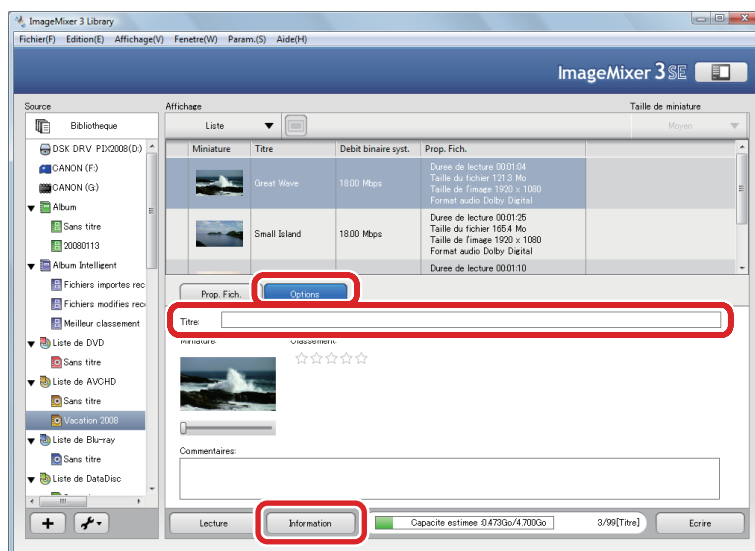 ImageMixer 3 Library
Fichier(F) Edition(E) Affichage(V) Fenetre(W) Param.(S) Aide(H)
ImageMixer 3 SE
Source
Bibliotheque
DSK DRV PIX2008(D:)
CANON (F:)
CANON (G:)
Album
Sans titre
20080113
Album Intelligent
Fichiers importes rec
Fichiers modifies rec
Meilleur classement
Liste de DVD
Sans titre
Liste de AVCHD
Sans titre
Vacation 2008
Liste de Blu-ray
Sans titre
Liste de DataDisc
Affichage
Taille de miniature
Liste
Moyen
Miniature Titre Debit binaire syst. Prop. Fich.
Great Wave 18.00 Mbps
Duree de lecture 00:01:04
Taille du fichier 121.3 Mo
Taille de l'image 1920 x 1080
Format audio Dolby Digital
Small Island 18.00 Mbps
Duree de lecture 00:01:25
Taille du fichier 165.4 Mo
Taille de l'image 1920 x 1080
Format audio Dolby Digital
Duree de lecture 00:01:10
Prop. Fich. Options
Titre:
Miniature: Classement:
Commentaires:
Lecture Information Capacite estimee :0.473Go/4.700Go 3/99[Titre] Ecrire